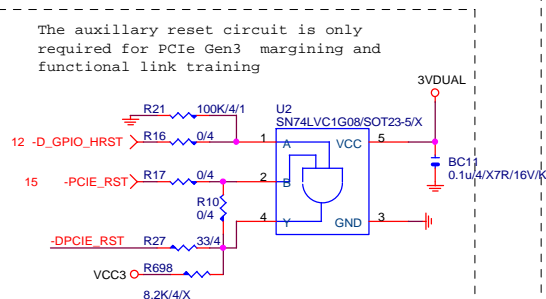 The auxillary reset circuit is only
required for PCIe Gen3 margining and
functional link training
3VDUAL
R21 100K/4/1
U2
SN74LVC1G08/SOT23-5/X
12 -D_GPIO_HRST R16 0/4 1 A VCC 5
BC11
0.1u/4/X7R/16V/K
15 -PCIE_RST R17 0/4 2 B
R10
0/4
4 Y GND 3
-DPCIE_RST R27 33/4
VCC3 R698
8.2K/4/X